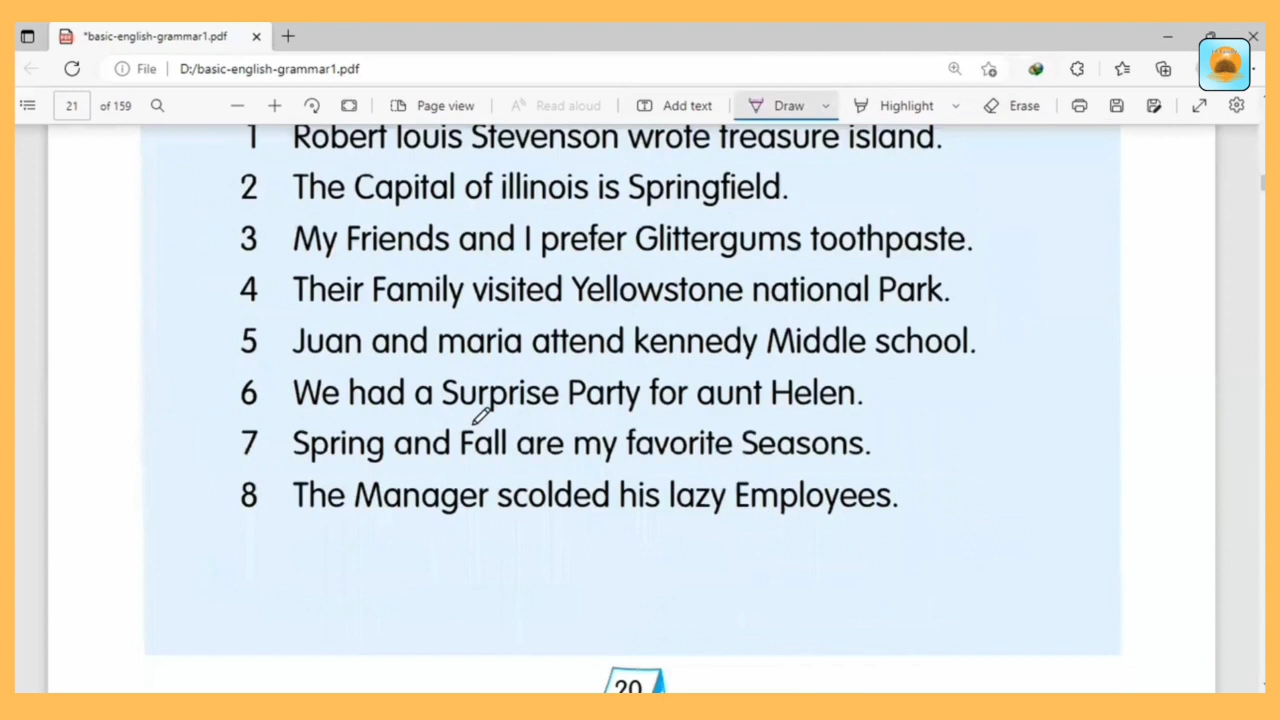 *basic-english-grammar1.pdf
File D:/basic-english-grammar1.pdf
21 of 159 Page view Read aloud Add text Draw Highlight Erase
1 Robert louis Stevenson wrote treasure island.
2 The Capital of illinois is Springfield.
3 My Friends and I prefer Glittergums toothpaste.
4 Their Family visited Yellowstone national Park.
5 Juan and maria attend kennedy Middle school.
6 We had a Surprise Party for aunt Helen.
7 Spring and Fall are my favorite Seasons.
8 The Manager scolded his lazy Employees.
20